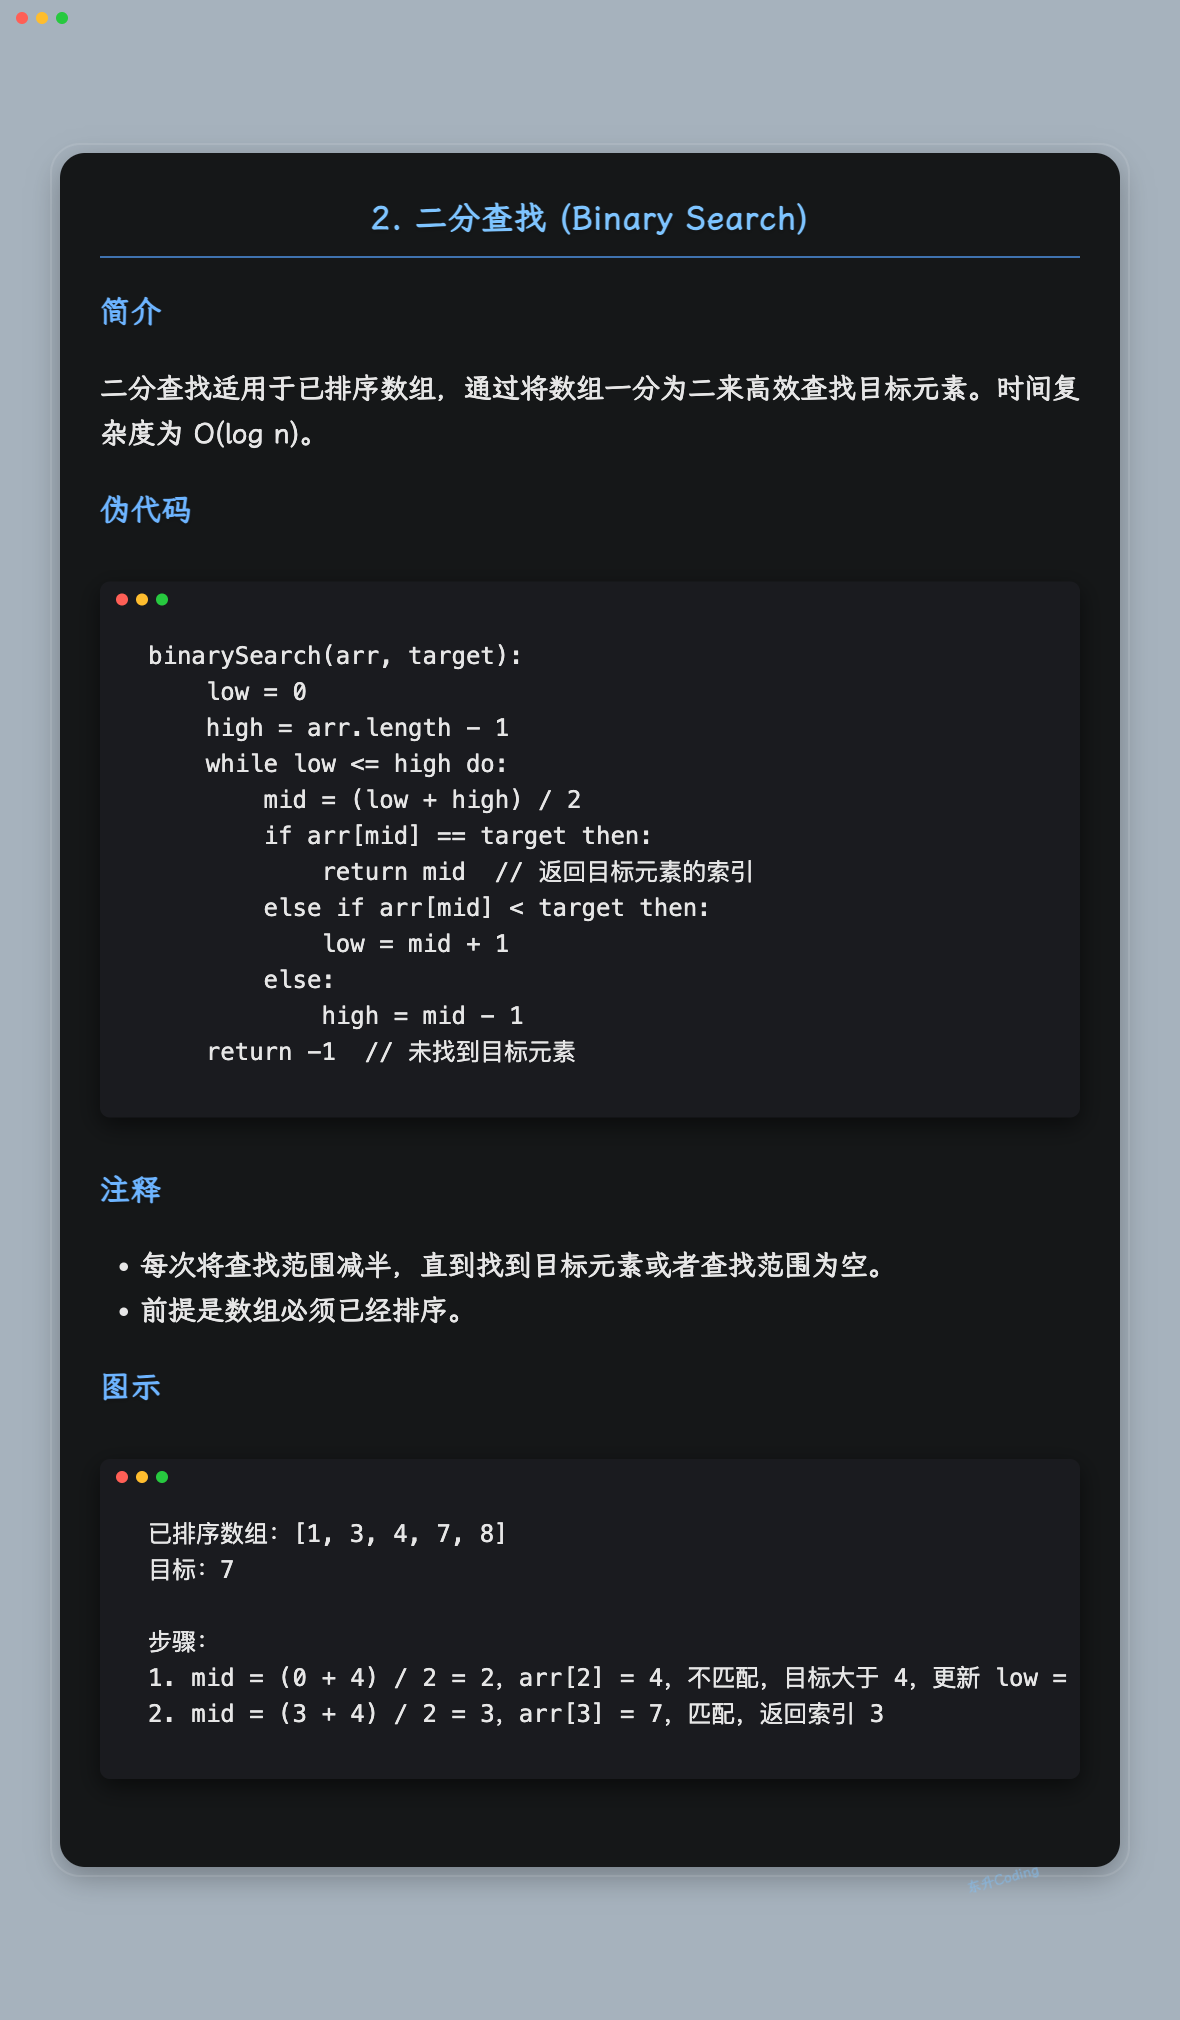 2. 二分查找 (Binary Search)
简介
二分查找适用于已排序数组，通过将数组一分为二来高效查找目标元素。时间复
杂度为 O(log n)。
伪代码
binarySearch(arr, target):
    low = 0
    high = arr.length - 1
    while low <= high do:
        mid = (low + high) / 2
        if arr[mid] == target then:
            return mid  // 返回目标元素的索引
        else if arr[mid] < target then:
            low = mid + 1
        else:
            high = mid - 1
    return -1  // 未找到目标元素
注释
• 每次将查找范围减半，直到找到目标元素或者查找范围为空。
• 前提是数组必须已经排序。
图示
已排序数组：[1, 3, 4, 7, 8]
目标：7
步骤：
1. mid = (0 + 4) / 2 = 2，arr[2] = 4，不匹配，目标大于 4，更新 low =
2. mid = (3 + 4) / 2 = 3，arr[3] = 7，匹配，返回索引 3
Coding